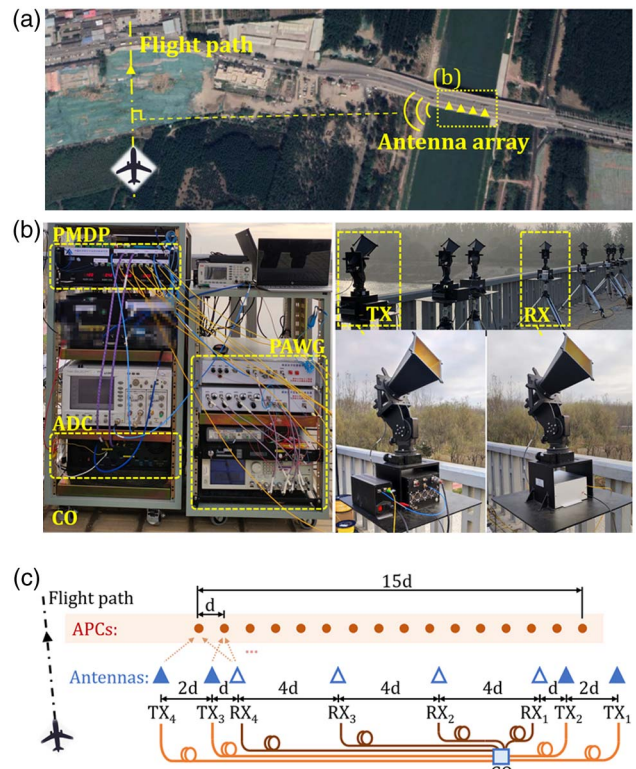 (a)
Flight path
(b)
Antenna array
(b)
PMDP
TX
RX
PAWG
ADC
CO
(c)
Flight path
15d
d
APCs:
...
Antennas:
2d d 4d 4d 4d d 2d
TX4 TX3 RX4 RX3 RX2 RX1 TX2 TX1